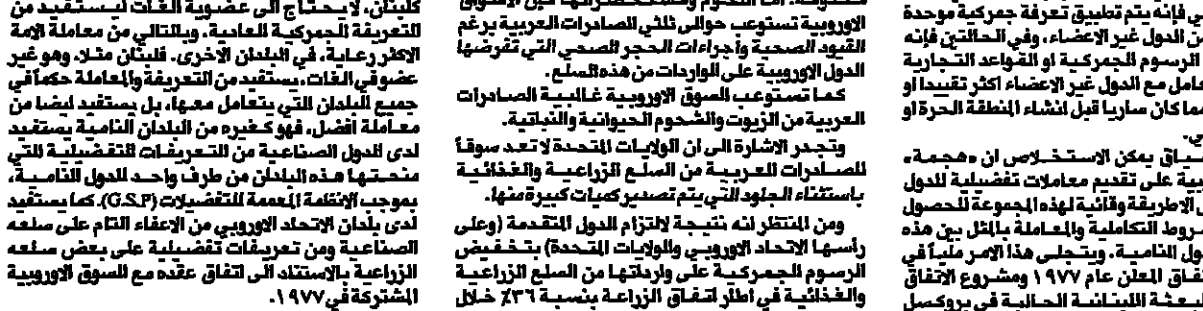 ي فإنه يتم تطبيق تعرفة جمركية موحدة
من الدول غير الاعضاء، وفي الحالتين فإنه
الرسوم الجمركية او القواعد التجارية
عامل مع الدول غير الاعضاء اكثر تقييدا او
مما كان ساريا قبل انشاء المنطقة الحرة او
ي.
سياق يمكن الاستخلاص ان «هجمة»
بية على تقديم معاملات تفضيلية للدول
الاطريقة وقائية لهذه المجموعة للحصول
روط التكاملية والمعاملة بالمثل بين هذه
ول النامية. ويتجلى هذا الامر ملياً في
تفاق المعلن عام ١٩٧٧ ومشروع الاتفاق
لبعثة اللبنانية الحالية في بروكسل
الاوروبية تستوعب حوالى ثلثي الصادرات العربية برغم
القيود الصحية وأجراءات الحجر الصحي التي تفرضها
الدول الاوروبية على الواردات من هذه السلع.
كما تستوعب السوق الاوروبية غالبية الصادرات
العربية من الزيوت والشحوم الحيوانية والنباتية.
وتجدر الاشارة الى ان الولايات المتحدة لا تعد سوقاً
للصادرات العربية من السلع الزراعية والغذائية
باستثناء الجلود التي يتم تصدير كميات كبيرة منها.
ومن المنتظر انه نتيجة لالتزام الدول المتقدمة (وعلى
رأسها الاتحاد الاوروبي والولايات المتحدة) بتخفيض
الرسوم الجمركية على وارداتها من السلع الزراعية
والغذائية في اطار اتفاق الزراعة بنسبة ٣٦٪ خلال
كلبنان، لا يحتاج الى عضوية الغات ليستفيد من
التعريفة الجمركية العادية. وبالتالي من معاملة الامة
الاكثر رعاية، في البلدان الاخرى. فلبنان مثلا، وهو غير
عضو في الغات، يستفيد من التعريفة والمعاملة حكماً في
جميع البلدان التي يتعامل معها، بل يستفيد ايضا من
معاملة افضل، فهو كغيره من البلدان النامية يستفيد
لدى الدول الصناعية من التعريفات التفضيلية التي
منحتها هذه البلدان من طرف واحد للدول النامية،
بموجب الانظمة المعممة للتفضيلات (G.S.P). كما يستفيد
لدى بلدان الاتحاد الاوروبي من الاعفاء التام على سلعه
الصناعية ومن تعريفات تفضيلية على بعض سلعه
الزراعية بالاستناد الى اتفاق عقده مع السوق الاوروبية
المشتركة في ١٩٧٧.